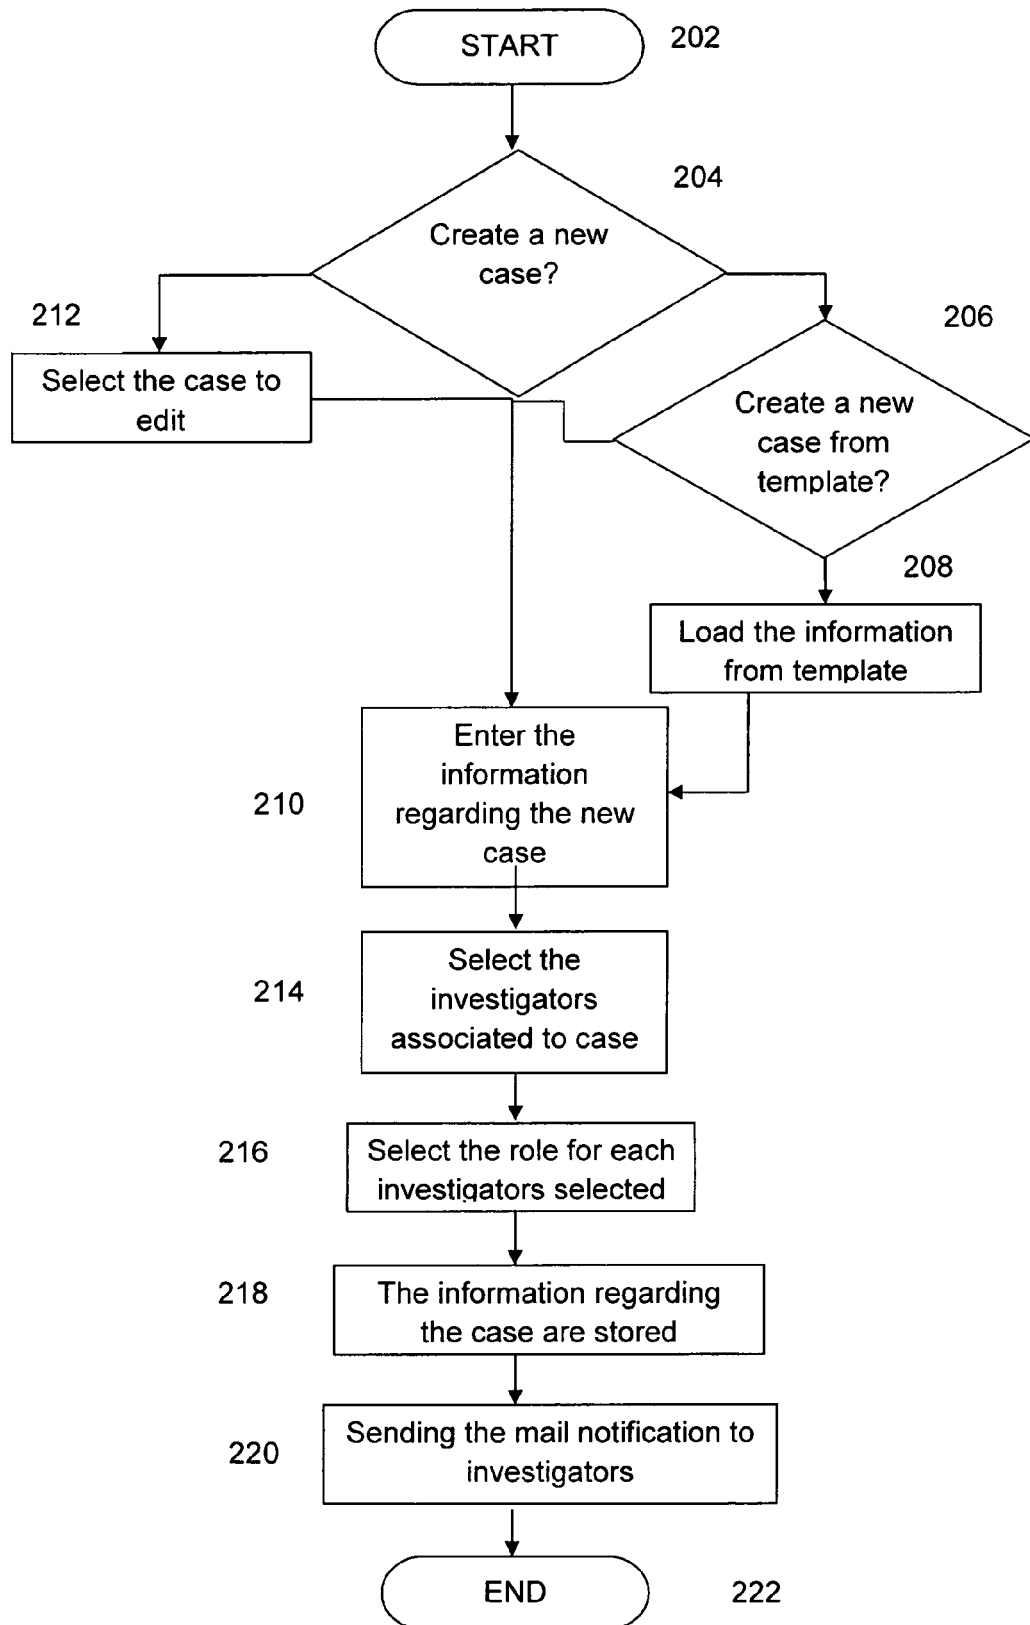 START
202
204
Create a new
case?
212
206
Select the case to
edit
Create a new
case from
template?
208
Load the information
from template
Enter the
information
regarding the new
case
210
Select the
investigators
associated to case
214
216
Select the role for each
investigators selected
218
The information regarding
the case are stored
220
Sending the mail notification to
investigators
END
222